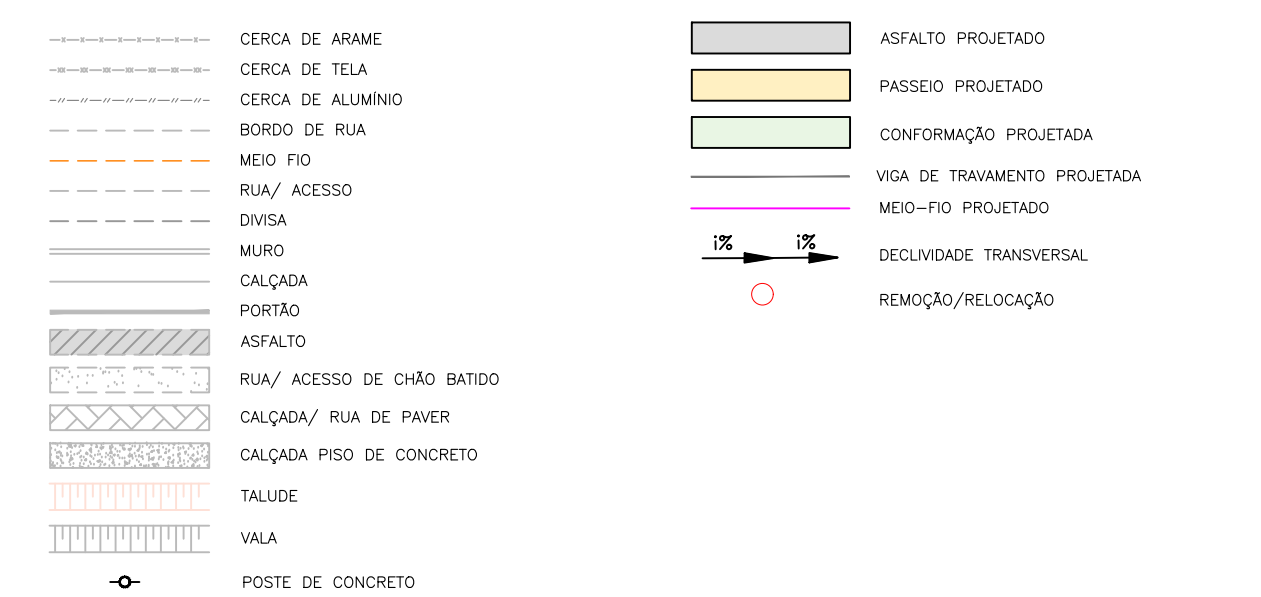 CERCA DE ARAME
CERCA DE TELA
CERCA DE ALUMÍNIO
BORDO DE RUA
MEIO FIO
RUA/ ACESSO
DIVISA
MURO
CALÇADA
PORTÃO
ASFALTO
RUA/ ACESSO DE CHÃO BATIDO
CALÇADA/ RUA DE PAVER
CALÇADA PISO DE CONCRETO
TALUDE
VALA
POSTE DE CONCRETO
ASFALTO PROJETADO
PASSEIO PROJETADO
CONFORMAÇÃO PROJETADA
VIGA DE TRAVAMENTO PROJETADA
MEIO-FIO PROJETADO
i% i%
DECLIVIDADE TRANSVERSAL
REMOÇÃO/RELOCAÇÃO